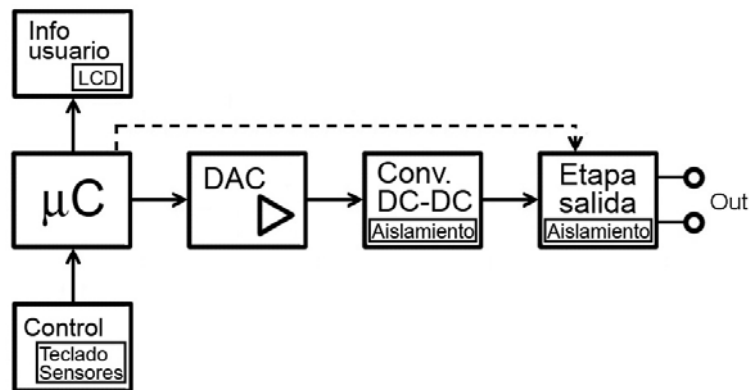 Info
usuario
LCD
μC
DAC
Conv.
DC-DC
Aislamiento
Etapa
salida
Aislamiento
Out
Control
Teclado
Sensores